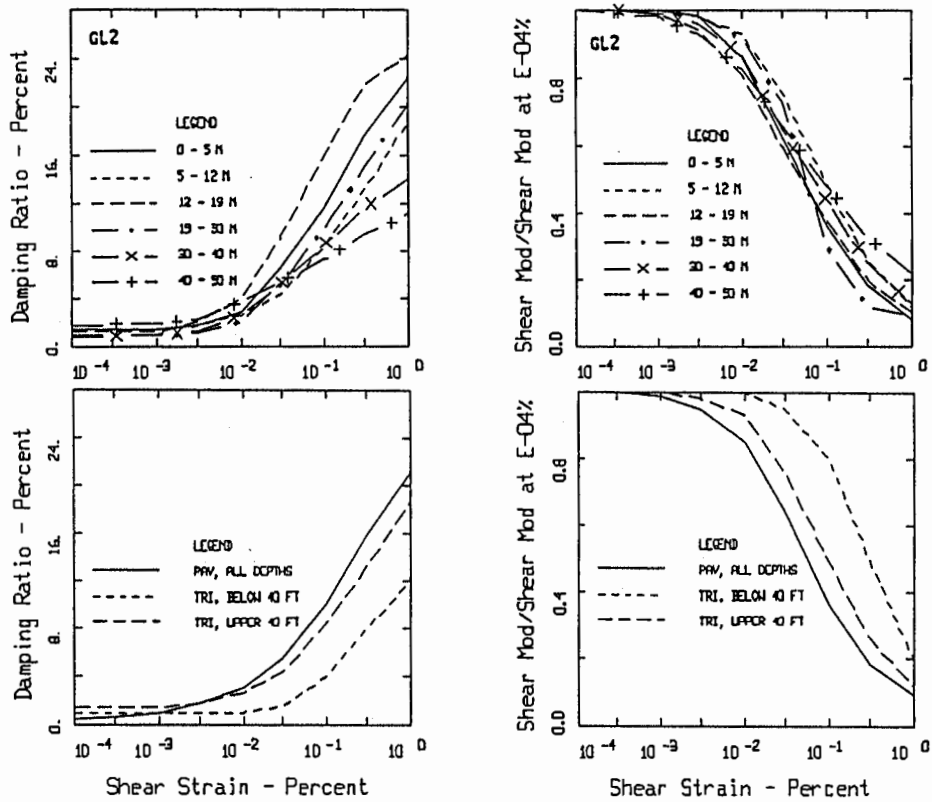 GL2
Damping Ratio - Percent
24.
16.
8.
0.
LEGEND
0 - 5 M
5 - 12 M
12 - 19 M
19 - 30 M
30 - 40 M
40 - 50 M
10 -4 10 -3 10 -2 10 -1 10 0
GL2
Shear Mod/Shear Mod at E-04%
0.8
0.4
0.0
LEGEND
0 - 5 M
5 - 12 M
12 - 19 M
19 - 30 M
20 - 40 M
40 - 50 M
10 -4 10 -3 10 -2 10 -1 10 0
Damping Ratio - Percent
24.
16.
8.
0.
LEGEND
PAV, ALL DEPTHS
TRI, BELOW 40 FT
TRI, UPPER 40 FT
10 -4 10 -3 10 -2 10 -1 10 0
Shear Strain - Percent
Shear Mod/Shear Mod at E-04%
0.8
0.4
0.0
LEGEND
PAV, ALL DEPTHS
TRI, BELOW 40 FT
TRI, UPPER 40 FT
10 -4 10 -3 10 -2 10 -1 10 0
Shear Strain - Percent